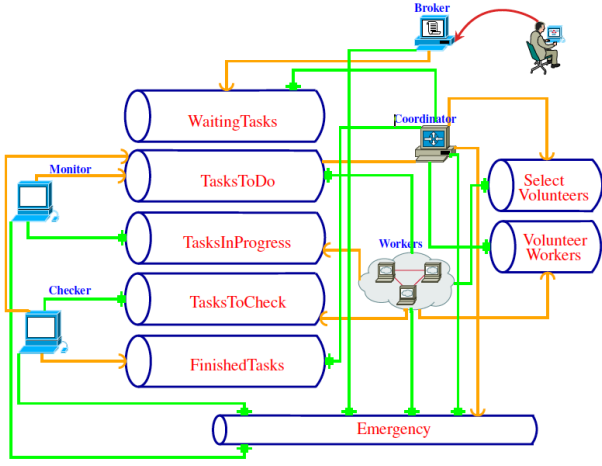 Broker
WaitingTasks
Coordinator
Monitor
TasksToDo
Select
Volunteers
TasksInProgress
Workers
Volunteer
Workers
Checker
TasksToCheck
FinishedTasks
Emergency